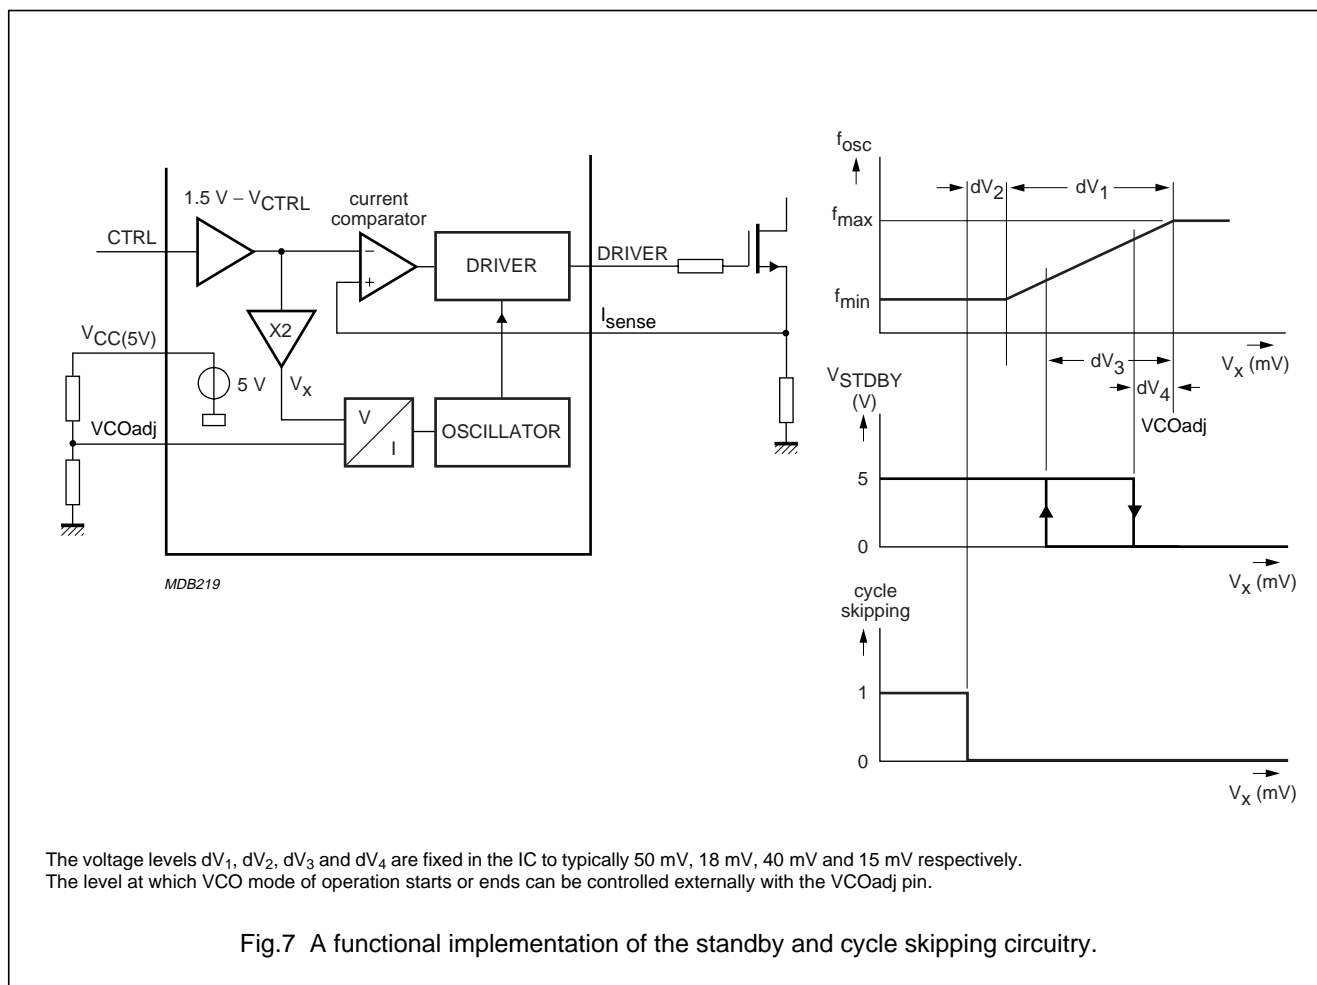 1.5 V – VCTRL
current
comparator
CTRL
–
+
DRIVER
DRIVER
Isense
X2
VCC(5V)
5 V
Vx
VCOadj
V
I
OSCILLATOR
MDB219
fosc
dV2
dV1
fmax
fmin
dV3
Vx (mV)
VSTDBY
(V)
dV4
VCOadj
5
0
Vx (mV)
cycle
skipping
1
0
Vx (mV)
The voltage levels dV1, dV2, dV3 and dV4 are fixed in the IC to typically 50 mV, 18 mV, 40 mV and 15 mV respectively.
The level at which VCO mode of operation starts or ends can be controlled externally with the VCOadj pin.
Fig.7 A functional implementation of the standby and cycle skipping circuitry.